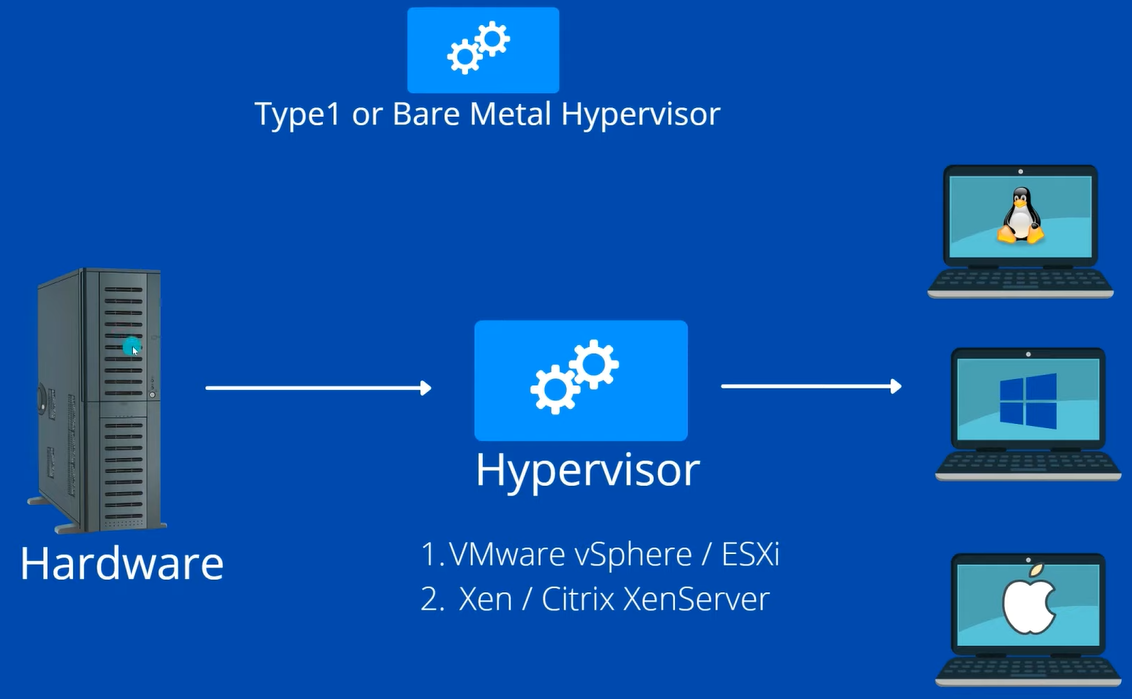 Type1 or Bare Metal Hypervisor
Hypervisor
Hardware
1. VMware vSphere / ESXi
2. Xen / Citrix XenServer